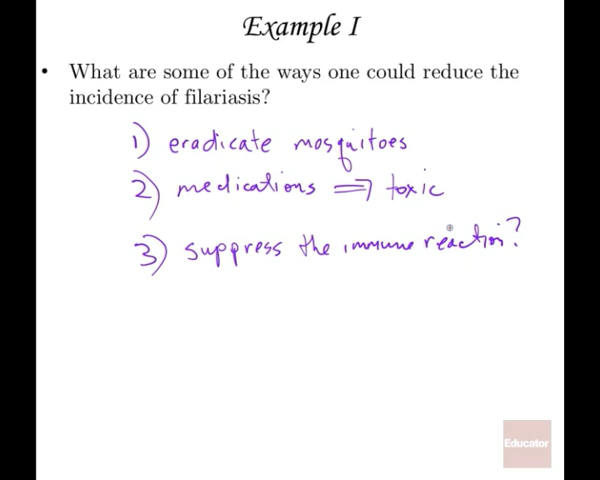 Example I
• What are some of the ways one could reduce the
incidence of filariasis?
1) eradicate mosquitoes
2) medications ⇒ toxic
3) suppress the immune reaction?
Educator